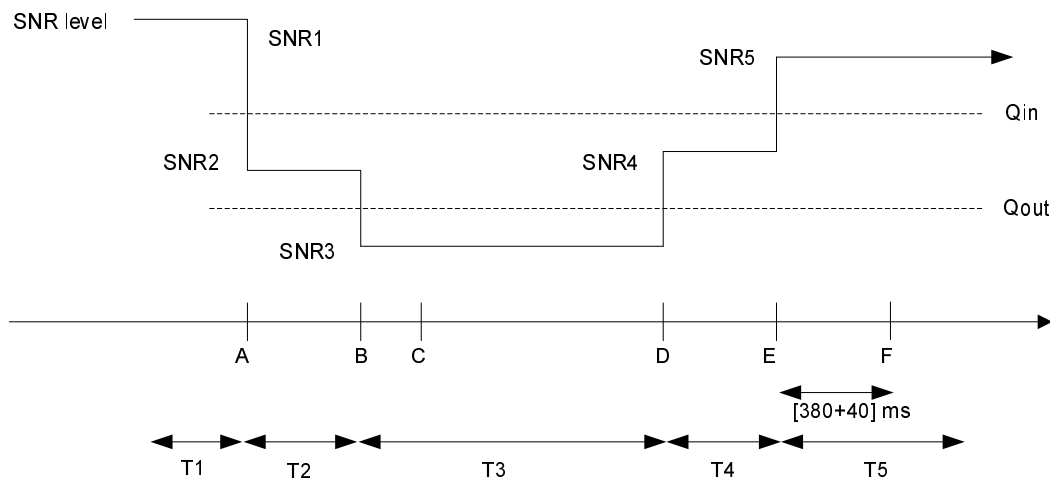 SNR level
SNR1
SNR5
Qin
SNR2
SNR4
Qout
SNR3
A B C D E F
[380+40] ms
T1 T2 T3 T4 T5